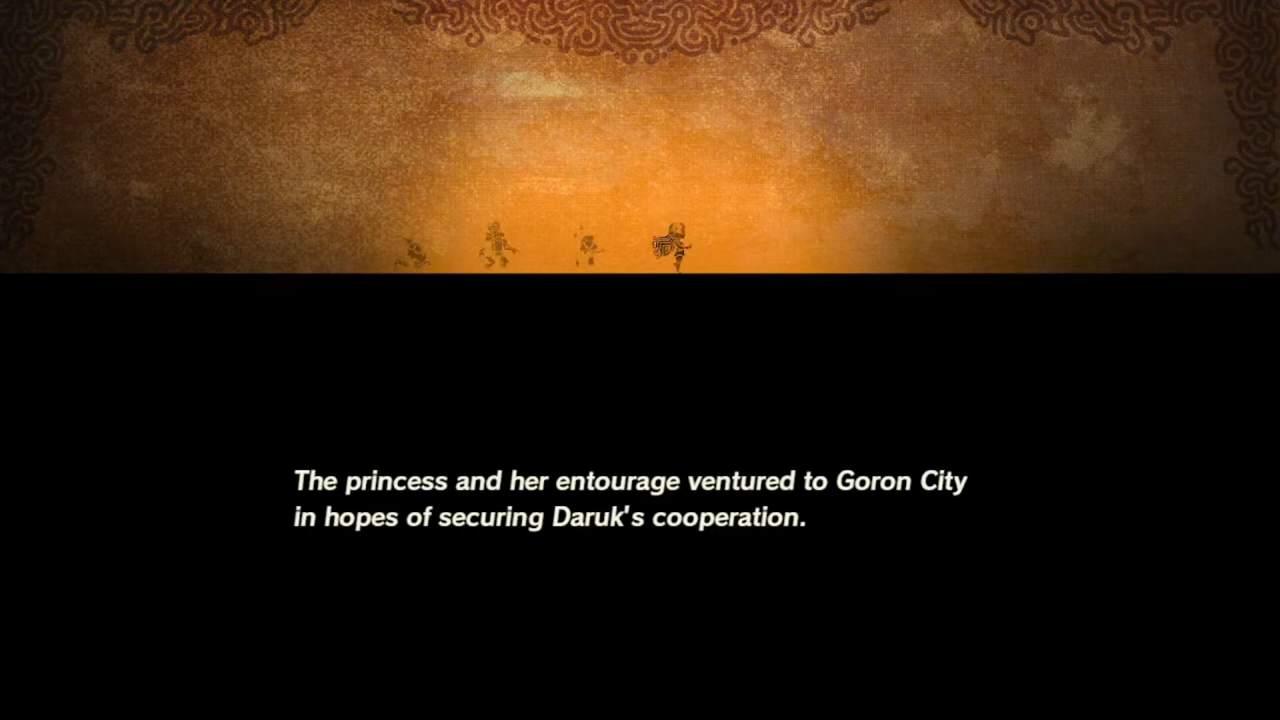 The princess and her entourage ventured to Goron City
in hopes of securing Daruk's cooperation.